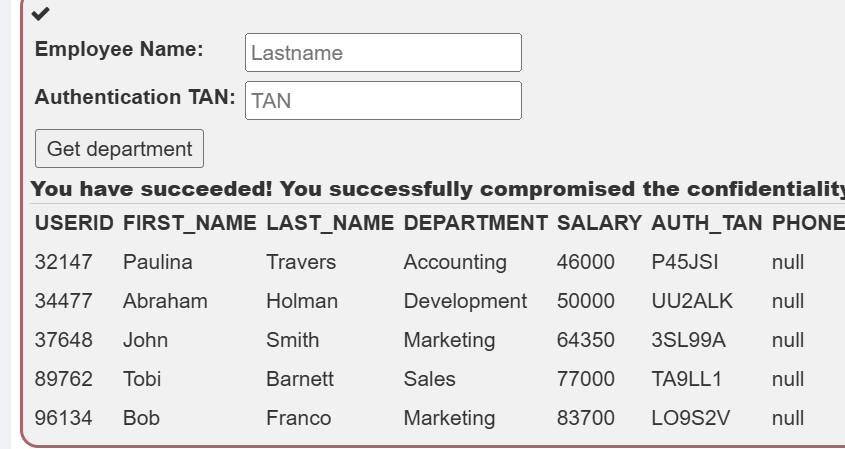 Employee Name: Lastname
Authentication TAN: TAN
Get department
You have succeeded! You successfully compromised the confidentiality
USERID FIRST_NAME LAST_NAME DEPARTMENT SALARY AUTH_TAN PHONE
32147 Paulina Travers Accounting 46000 P45JSI null
34477 Abraham Holman Development 50000 UU2ALK null
37648 John Smith Marketing 64350 3SL99A null
89762 Tobi Barnett Sales 77000 TA9LL1 null
96134 Bob Franco Marketing 83700 LO9S2V null